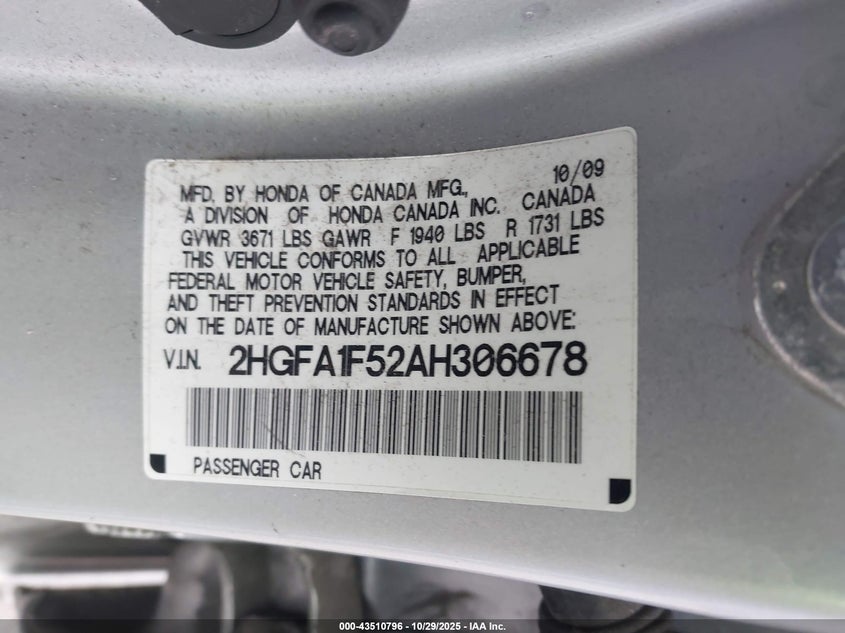 10/09
MFD. BY HONDA OF CANADA MFG.,
A DIVISION OF HONDA CANADA INC. CANADA
GVWR 3671 LBS GAWR F 1940 LBS R 1731 LBS
THIS VEHICLE CONFORMS TO ALL APPLICABLE
FEDERAL MOTOR VEHICLE SAFETY, BUMPER,
AND THEFT PREVENTION STANDARDS IN EFFECT
ON THE DATE OF MANUFACTURE SHOWN ABOVE:
V.I.N. 2HGFA1F52AH306678
PASSENGER CAR
000-43510796 - 10/29/2025 - IAA Inc.